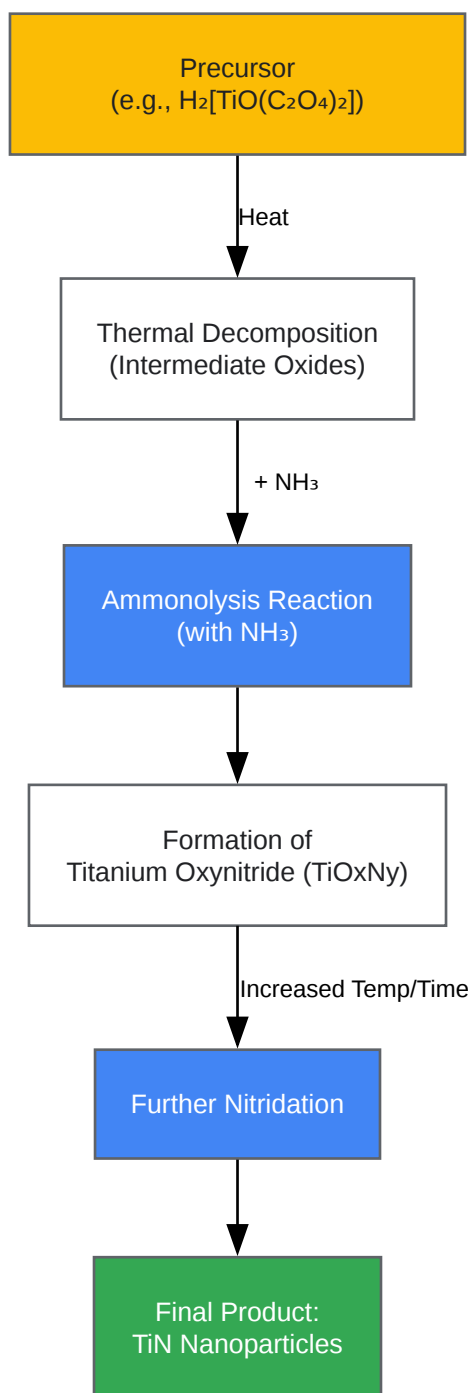 Precursor
(e.g., H₂[TiO(C₂O₄)₂])
Heat
Thermal Decomposition
(Intermediate Oxides)
+ NH₃
Ammonolysis Reaction
(with NH₃)
Formation of
Titanium Oxynitride (TiOxNy)
Increased Temp/Time
Further Nitridation
Final Product:
TiN Nanoparticles